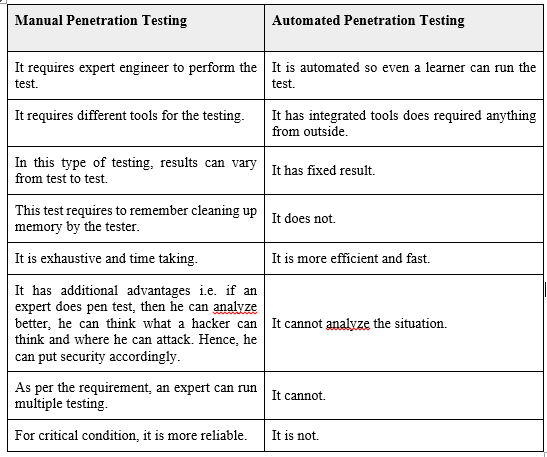 Manual Penetration Testing
Automated Penetration Testing
It requires expert engineer to perform the
test.
It is automated so even a learner can run the
test.
It requires different tools for the testing.
It has integrated tools does required anything
from outside.
In this type of testing, results can vary
from test to test.
It has fixed result.
This test requires to remember cleaning up
memory by the tester.
It does not.
It is exhaustive and time taking.
It is more efficient and fast.
It has additional advantages i.e. if an
expert does pen test, then he can analyze
better, he can think what a hacker can
think and where he can attack. Hence, he
can put security accordingly.
It cannot analyze the situation.
As per the requirement, an expert can run
multiple testing.
It cannot.
For critical condition, it is more reliable.
It is not.